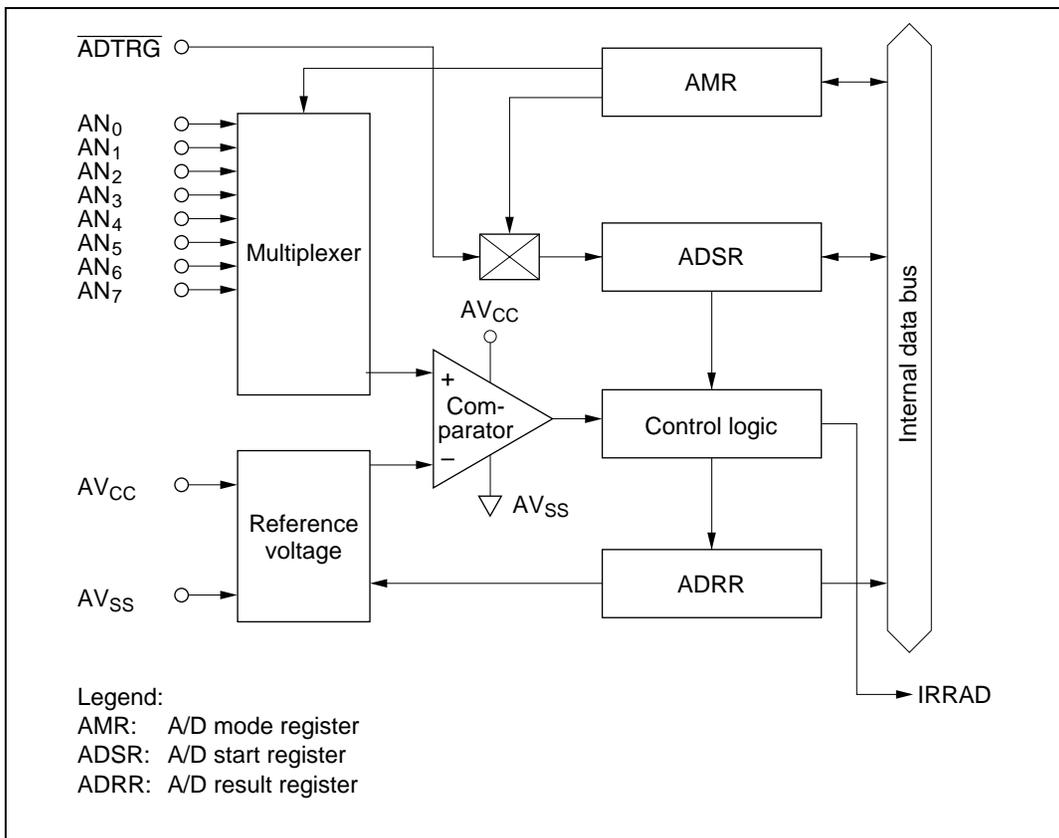 ADTRG
AMR
AN0
AN1
AN2
AN3
AN4
AN5
AN6
AN7
Multiplexer
ADSR
Internal data bus
AVCC
+
Com-
parator
−
Control logic
AVCC
AVSS
Reference
voltage
ADRR
AVSS
IRRAD
Legend:
AMR: A/D mode register
ADSR: A/D start register
ADRR: A/D result register